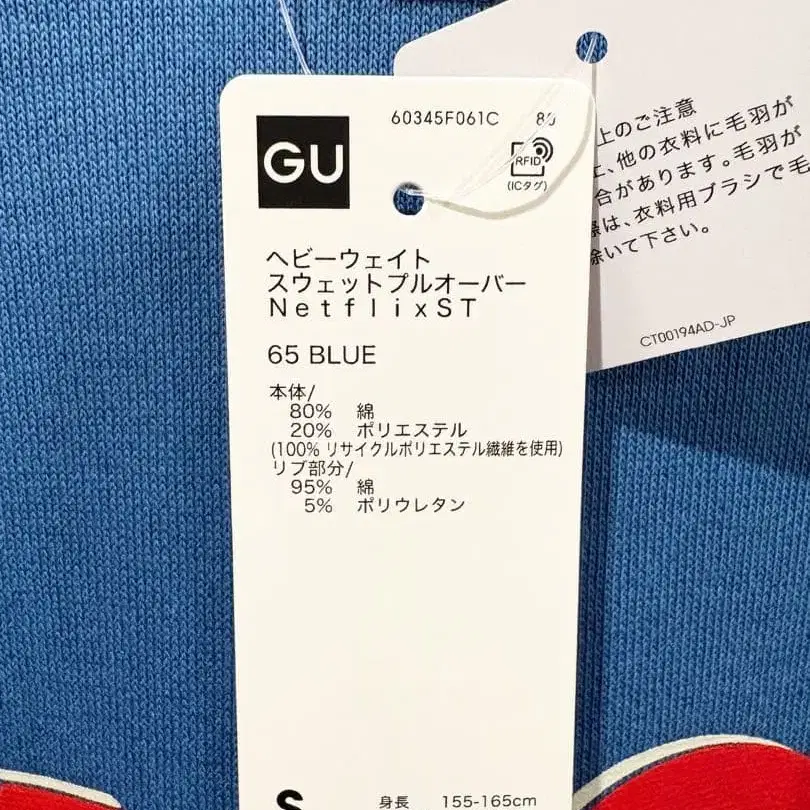 GU
60345F061C
RFID
(ICタグ)
ヘビーウェイト
スウェットプルオーバー
NetflixST
65 BLUE
本体/
80% 綿
20% ポリエステル
(100% リサイクルポリエステル繊維を使用)
リブ部分/
95% 綿
5% ポリウレタン
S
身長 155-165cm
上のご注意
、他の衣料に毛羽が
合があります。毛羽が
は、衣料用ブラシで毛
除いて下さい。
CT00194AD-JP